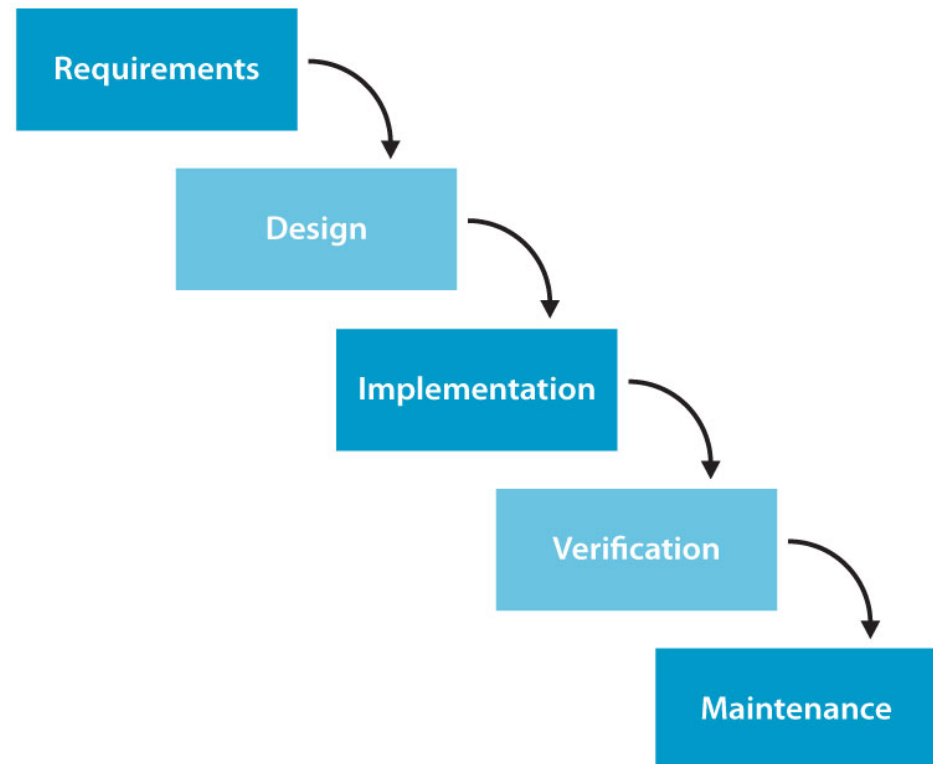 Requirements
Design
Implementation
Verification
Maintenance